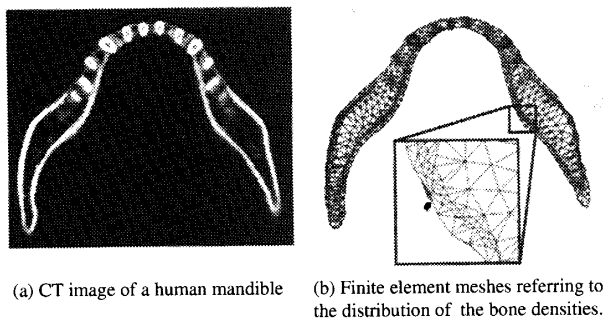 (a) CT image of a human mandible
(b) Finite element meshes referring to
the distribution of the bone densities.